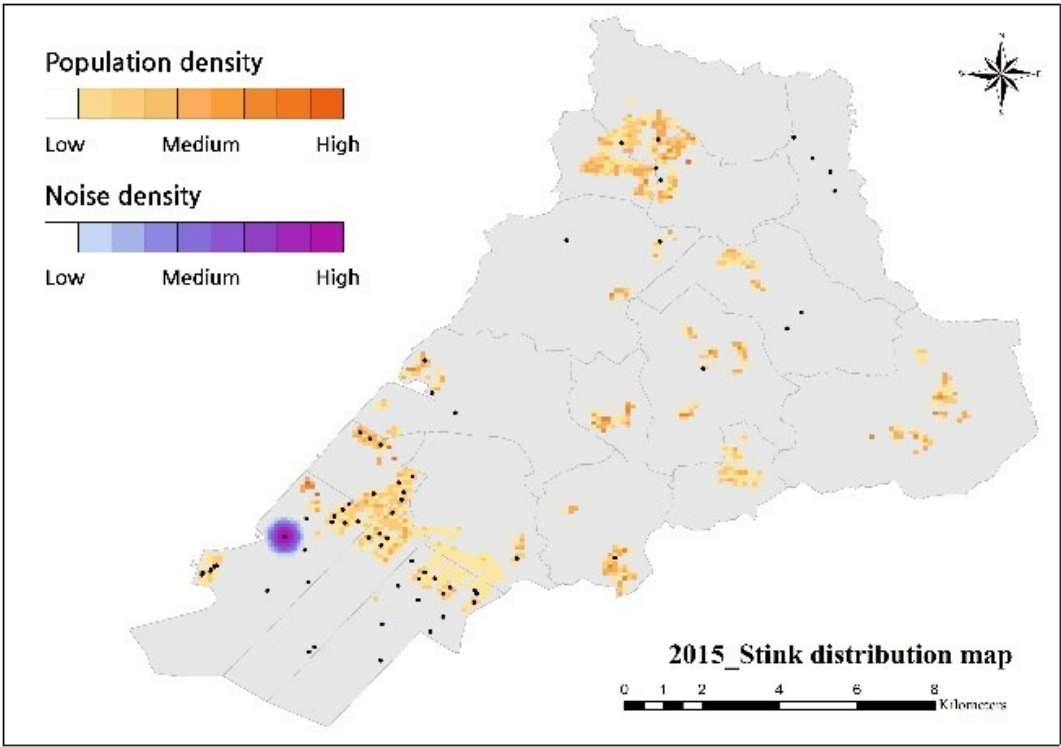 Population density
Low Medium High
Noise density
Low Medium High
N
E
S
2015_Stink distribution map
0 1 2 4 6 8
Kilometers